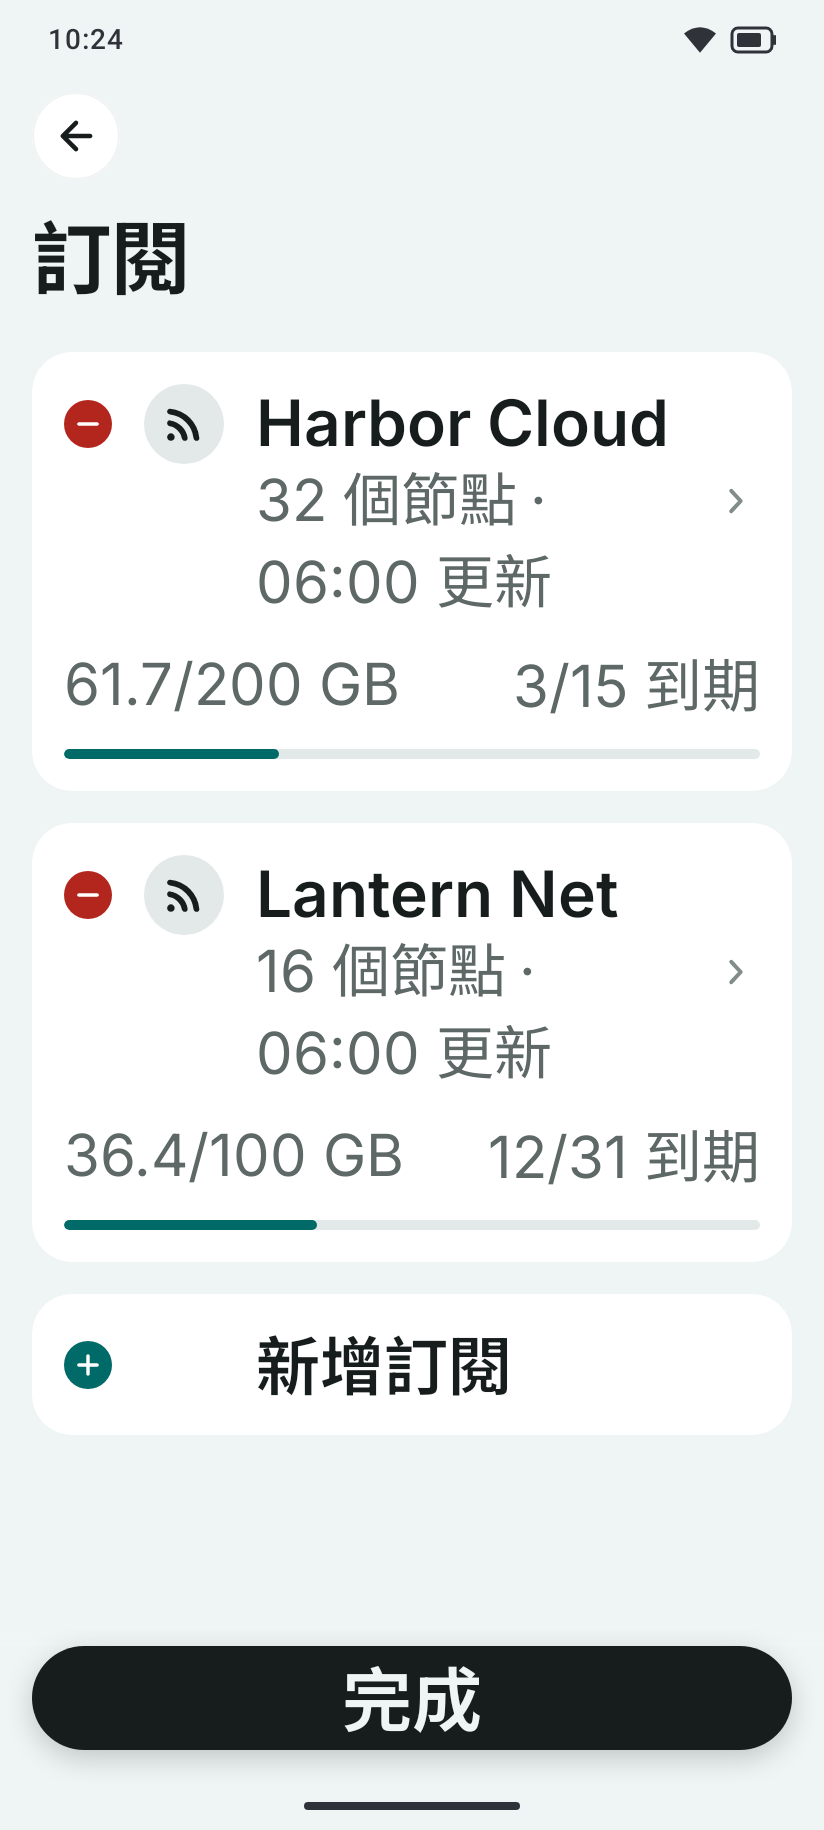 10:24
訂閱
Harbor Cloud
32 個節點 ·
06:00 更新
61.7/200 GB
3/15 到期
Lantern Net
16 個節點 ·
06:00 更新
36.4/100 GB
12/31 到期
新增訂閱
完成